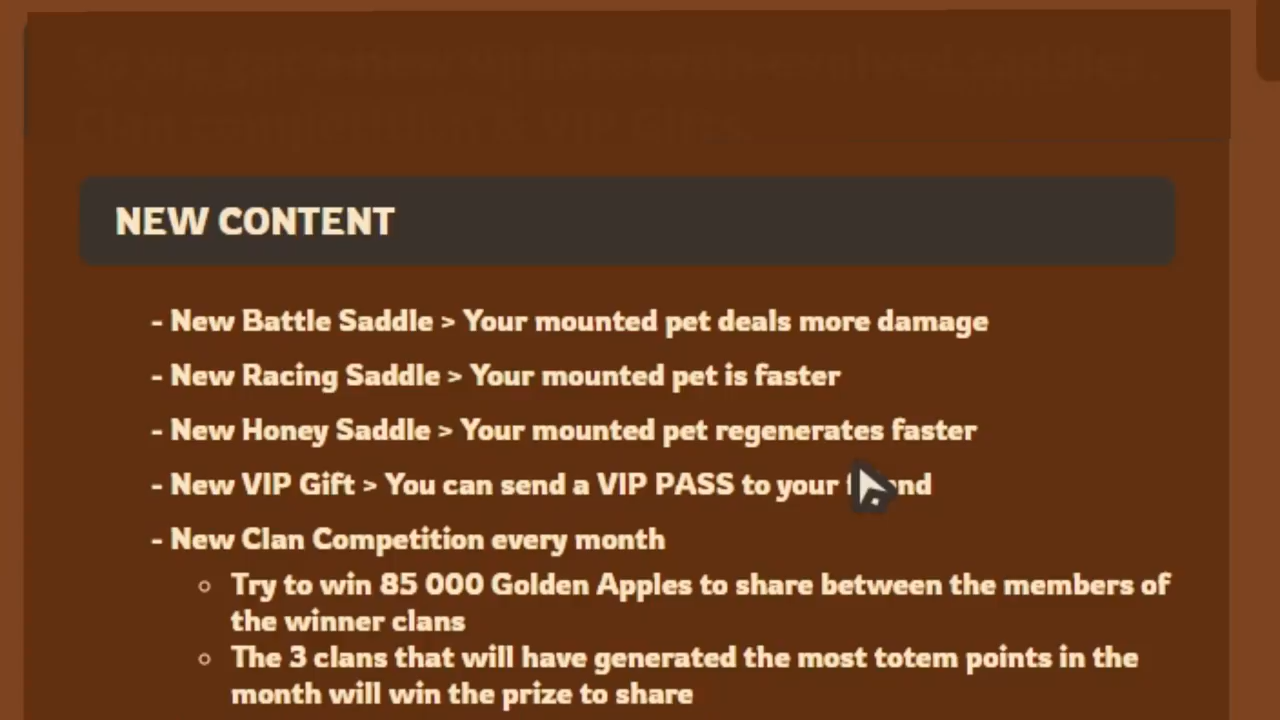 NEW CONTENT
- New Battle Saddle > Your mounted pet deals more damage
- New Racing Saddle > Your mounted pet is faster
- New Honey Saddle > Your mounted pet regenerates faster
- New VIP Gift > You can send a VIP PASS to your
- New Clan Competition every month
◦ Try to win 85 000 Golden Apples to share between the members of
the winner clans
◦ The 3 clans that will have generated the most totem points in the
month will win the prize to share